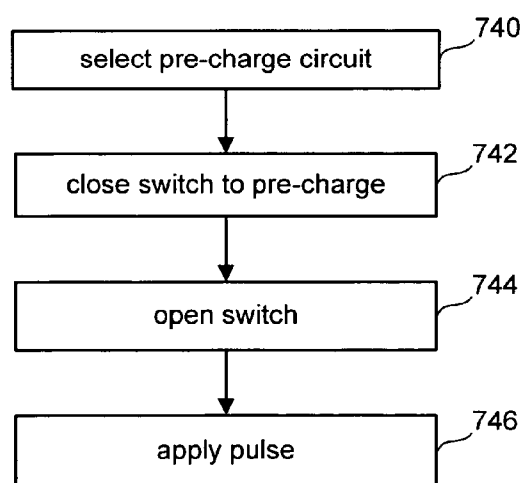 740
select pre-charge circuit
742
close switch to pre-charge
744
open switch
746
apply pulse